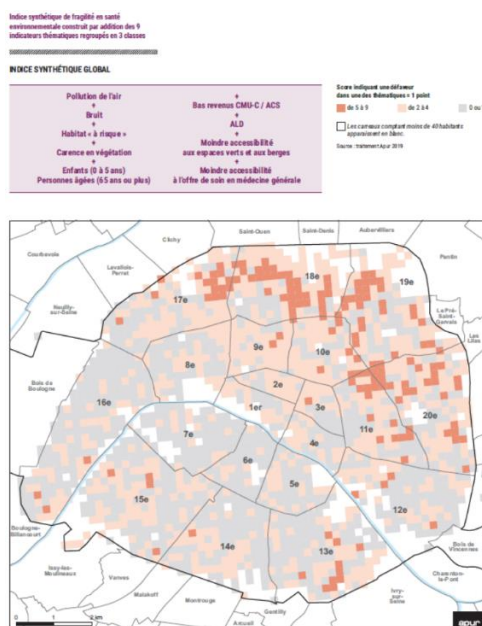 Indice synthétique de fragilité en santé
environnementale construit par addition des 9
indicateurs thématiques regroupés en 3 classes
INDICE SYNTHÉTIQUE GLOBAL
Pollution de l'air
+
Bruit
+
Habitat « à risque »
+
Carence en végétation
+
Enfants (0 à 5 ans)
Personnes âgées (65 ans ou plus)
+
Bas revenus CMU-C / ACS
+
ALD
+
Moindre accessibilité
aux espaces verts et aux berges
+
Moindre accessibilité
à l'offre de soin en médecine générale
Score indiquant une défaveur
dans une des thématiques = 1 point
de 5 à 9
de 2 à 4
0 ou
Les carreaux comptant moins de 40 habitants
apparaissent en blanc.
Source : traitement Apur 2019
Saint-Ouen
Saint-Denis
Aubervilliers
Clichy
Courbevoie
Levallois-
Perret
Pantin
18e
19e
17e
Neuilly-
sur-Seine
Le Pré-
Saint-
Gervais
Les
Lilas
9e
10e
8e
Bois de
Boulogne
2e
16e
1er
3e
20e
11e
7e
4e
6e
5e
15e
12e
Boulogne-
Billancourt
14e
13e
Bois de
Vincennes
Issy-les-
Moulineaux
Vanves
Malakoff
Montrouge
Gentilly
Arcueil
Ivry-
sur-
Seine
Charenton-
le-Pont
0 1 2 km
apur